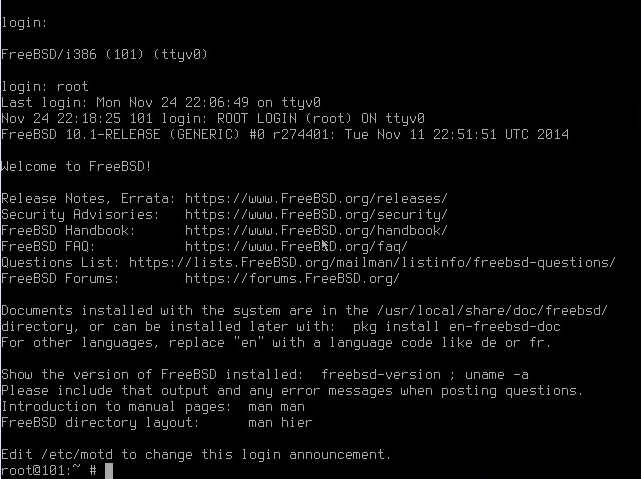 login:
FreeBSD/i386 (101) (ttyv0)
login: root
Last login: Mon Nov 24 22:06:49 on ttyv0
Nov 24 22:18:25 101 login: ROOT LOGIN (root) ON ttyv0
FreeBSD 10.1-RELEASE (GENERIC) #0 r274401: Tue Nov 11 22:51:51 UTC 2014
Welcome to FreeBSD!
Release Notes, Errata: https://www.FreeBSD.org/releases/
Security Advisories:   https://www.FreeBSD.org/security/
FreeBSD Handbook:      https://www.FreeBSD.org/handbook/
FreeBSD FAQ:           https://www.FreeBSD.org/faq/
Questions List: https://lists.FreeBSD.org/mailman/listinfo/freebsd-questions/
FreeBSD Forums:        https://forums.FreeBSD.org/
Documents installed with the system are in the /usr/local/share/doc/freebsd/
directory, or can be installed later with:  pkg install en-freebsd-doc
For other languages, replace "en" with a language code like de or fr.
Show the version of FreeBSD installed:  freebsd-version ; uname -a
Please include that output and any error messages when posting questions.
Introduction to manual pages:  man man
FreeBSD directory layout:      man hier
Edit /etc/motd to change this login announcement.
root@101:~ #